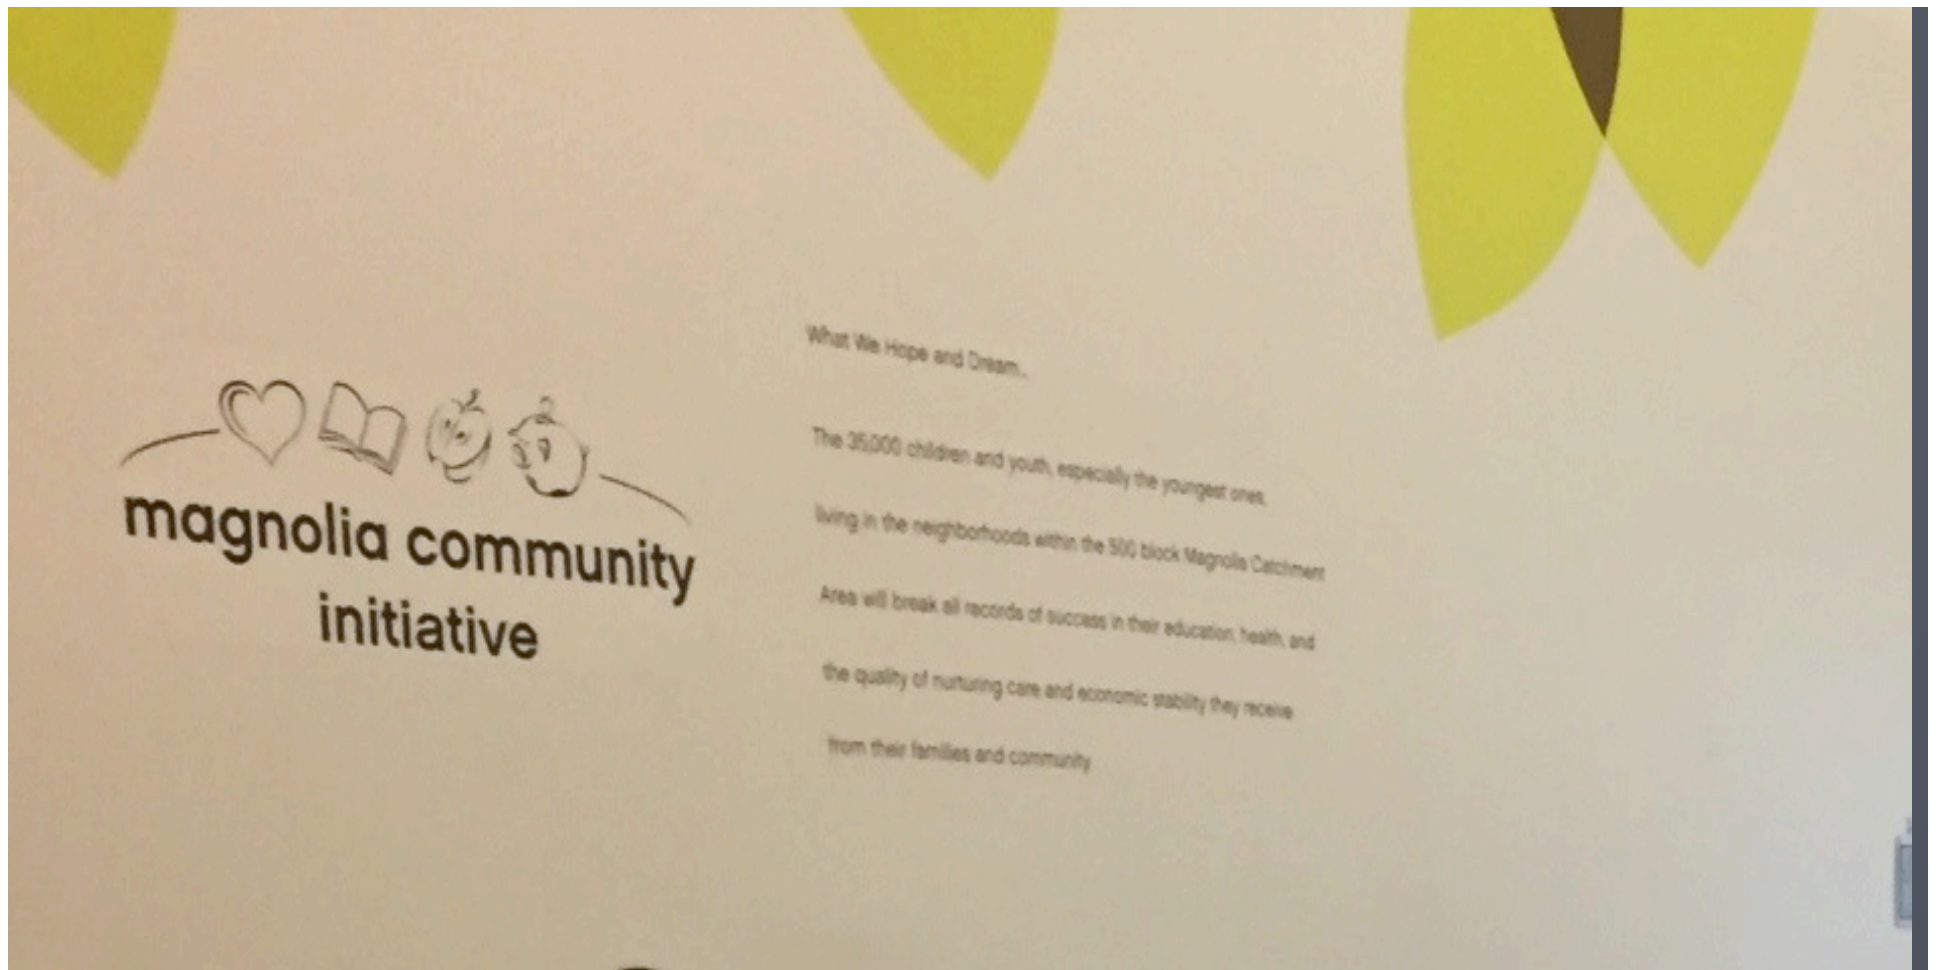 magnolia community
initiative
What We Hope and Dream...
The 35,000 children and youth, especially the youngest ones,
living in the neighborhoods within the 500 block Magnolia Catchment
Area will break all records of success in their education, health, and
the quality of nurturing care and economic stability they receive
from their families and community.